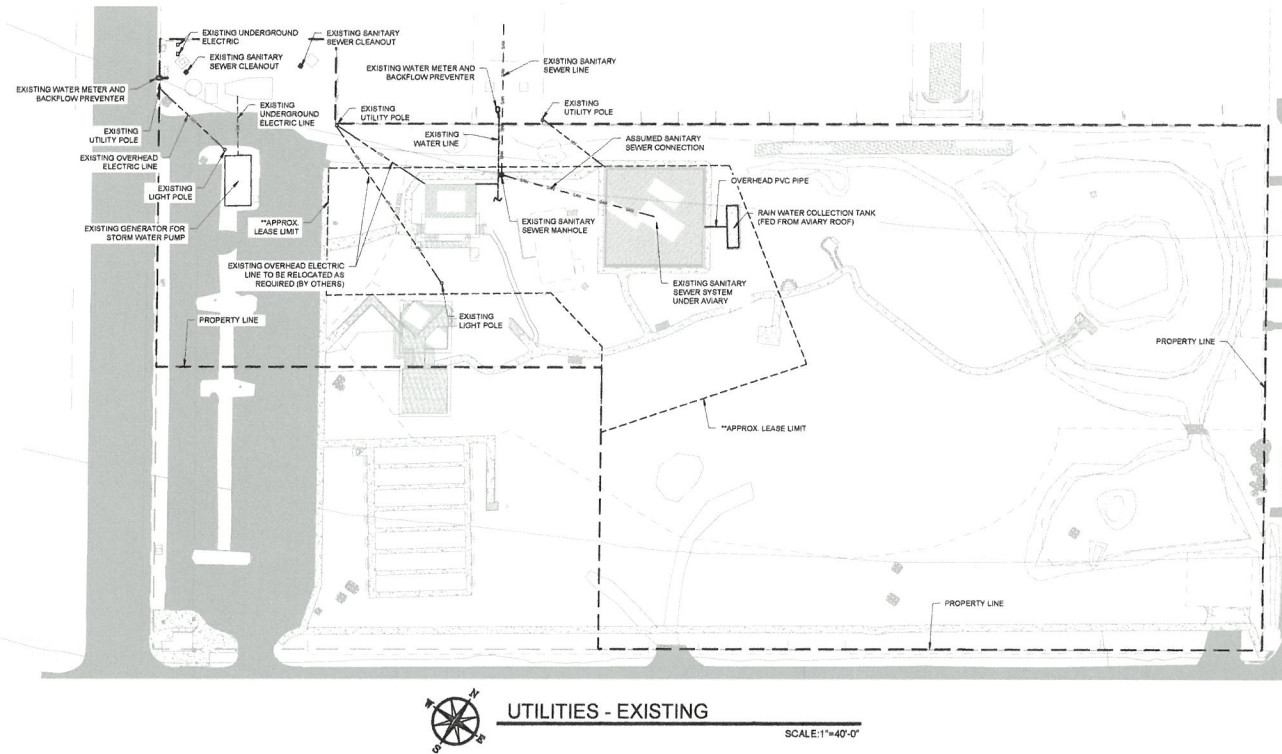 EXISTING UNDERGROUND
ELECTRIC
EXISTING SANITARY
SEWER CLEANOUT
EXISTING SANITARY
SEWER CLEANOUT
EXISTING WATER METER AND
BACKFLOW PREVENTER
EXISTING SANITARY
SEWER LINE
EXISTING WATER METER AND
BACKFLOW PREVENTER
EXISTING
UNDERGROUND
ELECTRIC LINE
EXISTING
UTILITY POLE
EXISTING
UTILITY POLE
EXISTING
UTILITY POLE
EXISTING
WATER LINE
ASSUMED SANITARY
SEWER CONNECTION
EXISTING OVERHEAD
ELECTRIC LINE
EXISTING
LIGHT POLE
OVERHEAD PVC PIPE
RAIN WATER COLLECTION TANK
(FED FROM AVIARY ROOF)
EXISTING GENERATOR FOR
STORM WATER PUMP
**APPROX.
LEASE LIMIT
EXISTING SANITARY
SEWER MANHOLE
EXISTING OVERHEAD ELECTRIC
LINE TO BE RELOCATED AS
REQUIRED (BY OTHERS)
EXISTING SANITARY
SEWER SYSTEM
UNDER AVIARY
EXISTING
LIGHT POLE
PROPERTY LINE
PROPERTY LINE
**APPROX. LEASE LIMIT
PROPERTY LINE
N
W
E
S
UTILITIES - EXISTING
SCALE:1"=40'-0"